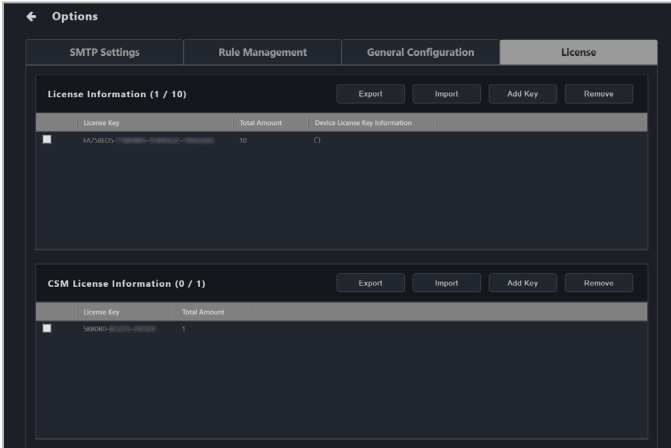 Options
SMTP Settings Rule Management General Configuration License
License Information (1 / 10) Export Import Add Key Remove
License Key Total Amount Device License Key Information
EA758ED5- 10
CSM License Information (0 / 1) Export Import Add Key Remove
License Key Total Amount
588080- 1